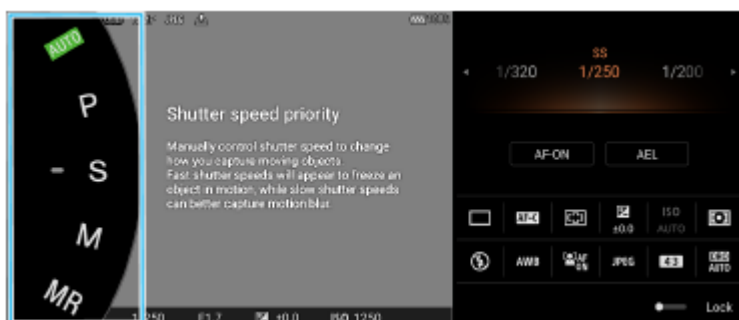 AUTO
P
- S
M
MR
Shutter speed priority
Manually control shutter speed to change
how you capture moving objects.
Fast shutter speeds will appear to freeze an
object in motion, while slow shutter speeds
can better capture motion blur.
F1.7 ±0.0 ISO 1250
SS
1/320 1/250 1/200
AF-ON AEL
AF-C ±0.0 ISO AUTO
AWB AF ON JPEG 4:3 AUTO
Lock